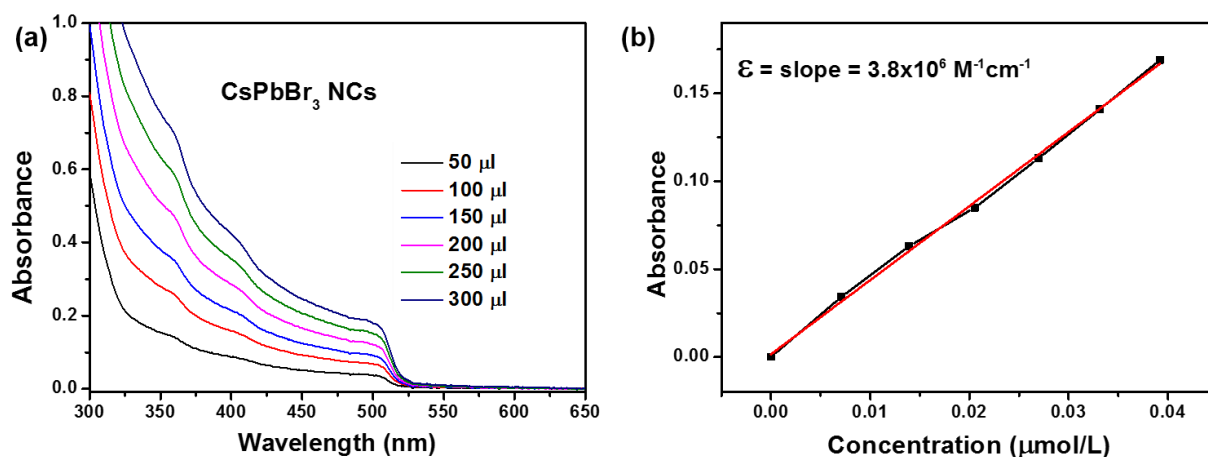 (a)
CsPbBr₃ NCs
50 µl
100 µl
150 µl
200 µl
250 µl
300 µl
Absorbance
1.0
0.8
0.6
0.4
0.2
0.0
300 350 400 450 500 550 600 650
Wavelength (nm)
(b)
ε = slope = 3.8x10⁶ M⁻¹cm⁻¹
Absorbance
0.15
0.10
0.05
0.00
0.00 0.01 0.02 0.03 0.04
Concentration (µmol/L)